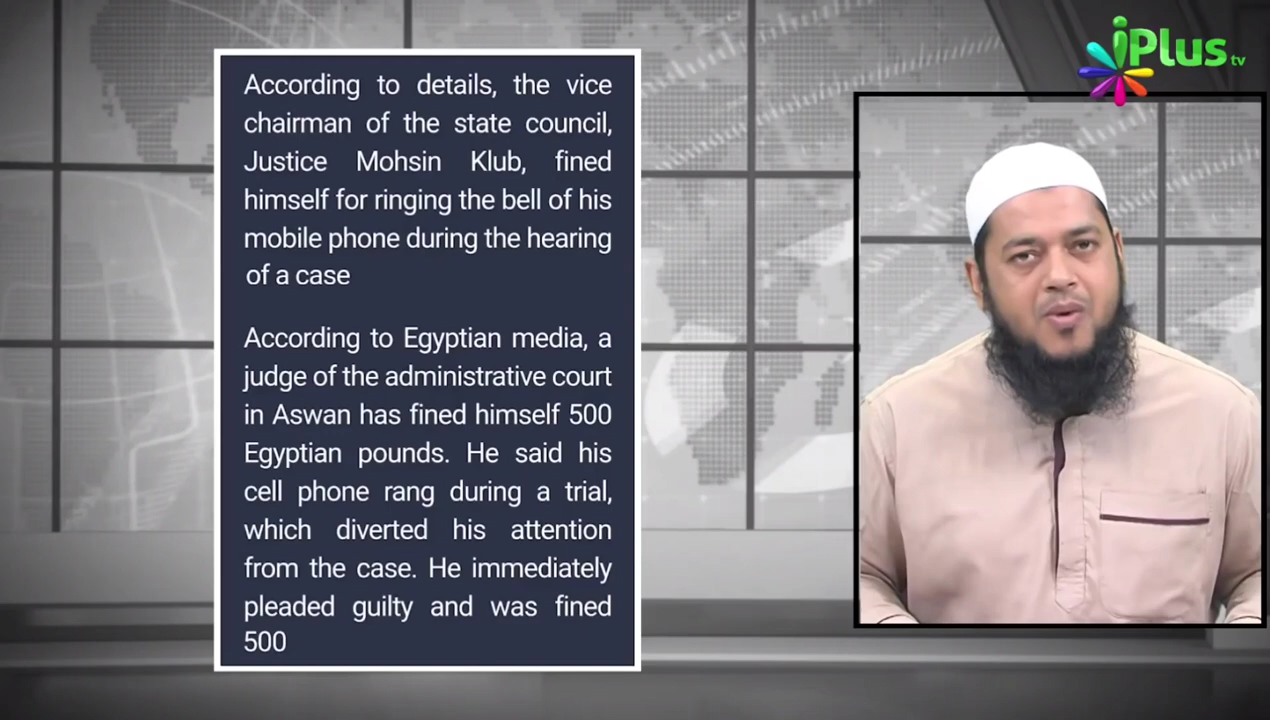 iPlus tv
According to details, the vice
chairman of the state council,
Justice Mohsin Klub, fined
himself for ringing the bell of his
mobile phone during the hearing
of a case
According to Egyptian media, a
judge of the administrative court
in Aswan has fined himself 500
Egyptian pounds. He said his
cell phone rang during a trial,
which diverted his attention
from the case. He immediately
pleaded guilty and was fined
500